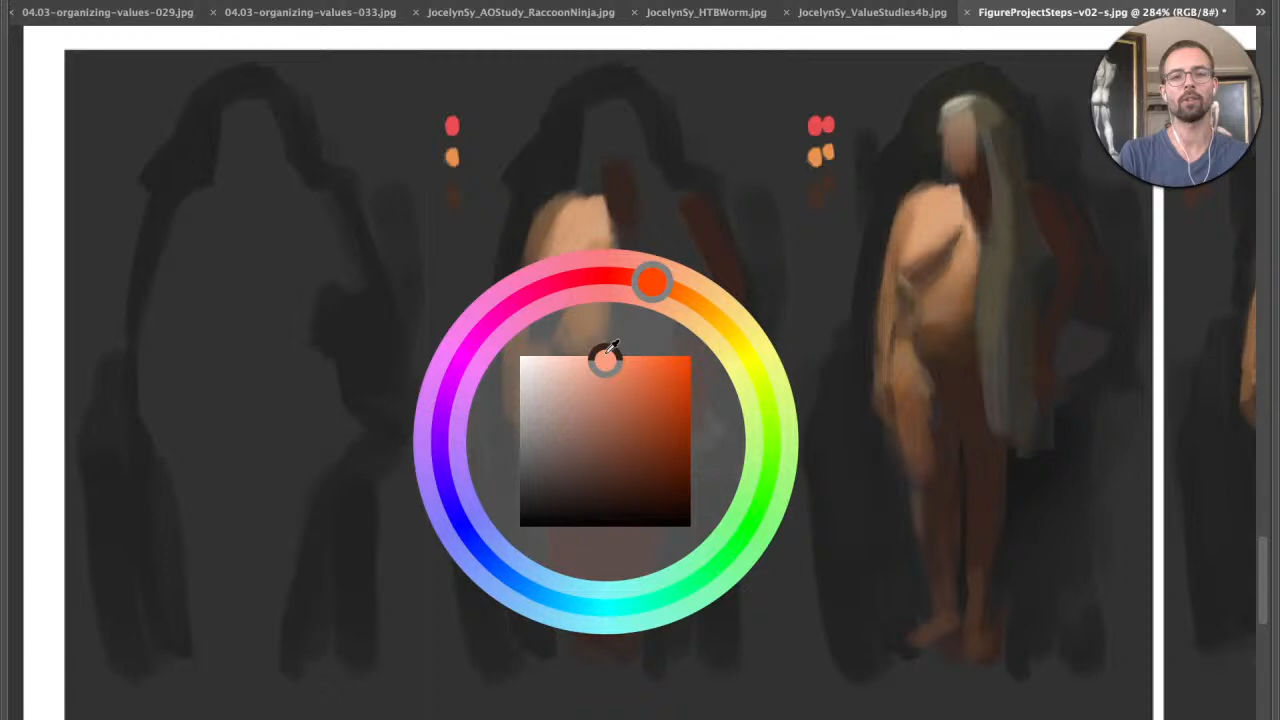 04.03-organizing-values-029.jpg
04.03-organizing-values-033.jpg
JocelynSy_AOStudy_RaccoonNinja.jpg
JocelynSy_HTBWorm.jpg
JocelynSy_ValueStudies4b.jpg
FigureProjectSteps-v02-s.jpg @ 284% (RGB/8#) *